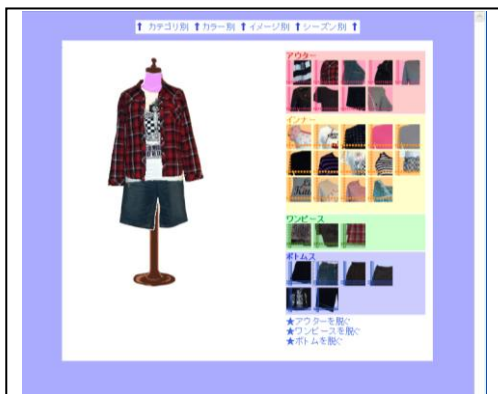 ⬆ カテゴリ別 ⬆カラー別 ⬆イメージ別 ⬆シーズン別 ⬆
アウター
インナー
ワンピース
ボトムス
★アウターを脱ぐ
★ワンピースを脱ぐ
★ボトムを脱ぐ